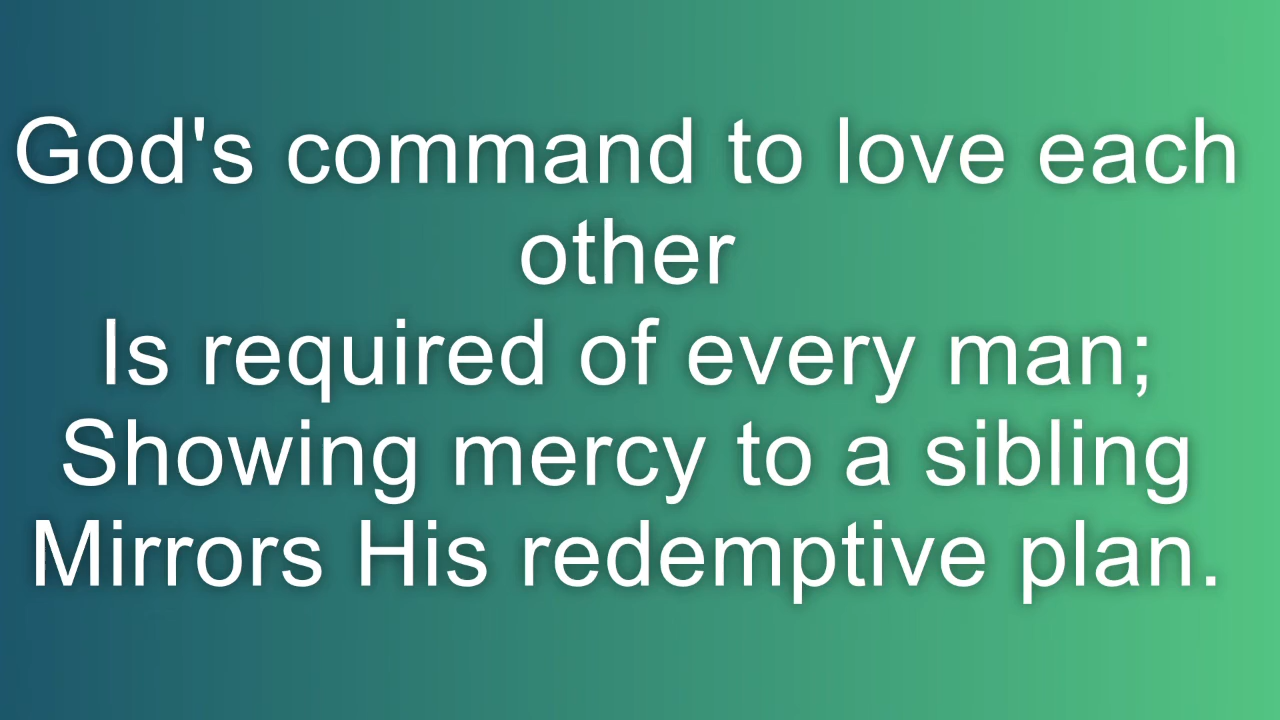 God's command to love each
other
Is required of every man;
Showing mercy to a sibling
Mirrors His redemptive plan.